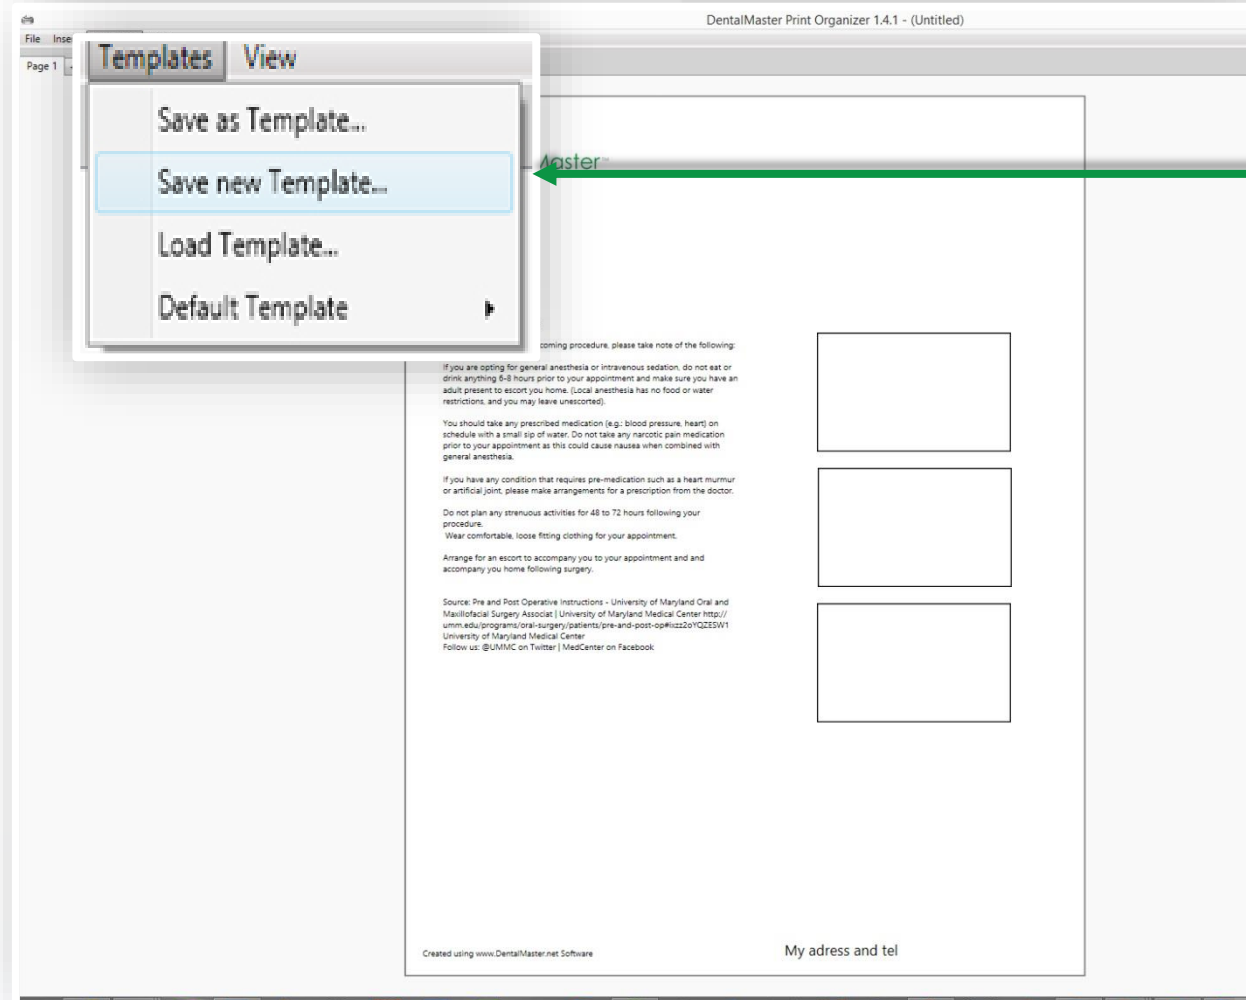 DentalMaster Print Organizer 1.4.1 - (Untitled)
File
Page 1
Templates View
Save as Template...
Save new Template...
Load Template...
Default Template
Master™
coming procedure, please take note of the following:
If you are opting for general anesthesia or intravenous sedation, do not eat or
drink anything 6-8 hours prior to your appointment and make sure you have an
adult present to escort you home. (Local anesthesia has no food or water
restrictions, and you may leave unescorted).
You should take any prescribed medication (e.g.: blood pressure, heart) on
schedule with a small sip of water. Do not take any narcotic pain medication
prior to your appointment as this could cause nausea when combined with
general anesthesia.
If you have any condition that requires pre-medication such as a heart murmur
or artificial joint, please make arrangements for a prescription from the doctor.
Do not plan any strenuous activities for 48 to 72 hours following your
procedure.
Wear comfortable, loose fitting clothing for your appointment.
Arrange for an escort to accompany you to your appointment and and
accompany you home following surgery.
Source: Pre and Post Operative Instructions - University of Maryland Oral and
Maxillofacial Surgery Associat | University of Maryland Medical Center http://
umm.edu/programs/oral-surgery/patients/pre-and-post-op#ixzz2oYQZESW1
University of Maryland Medical Center
Follow us: @UMMC on Twitter | MedCenter on Facebook
Created using www.DentalMaster.net Software
My adress and tel